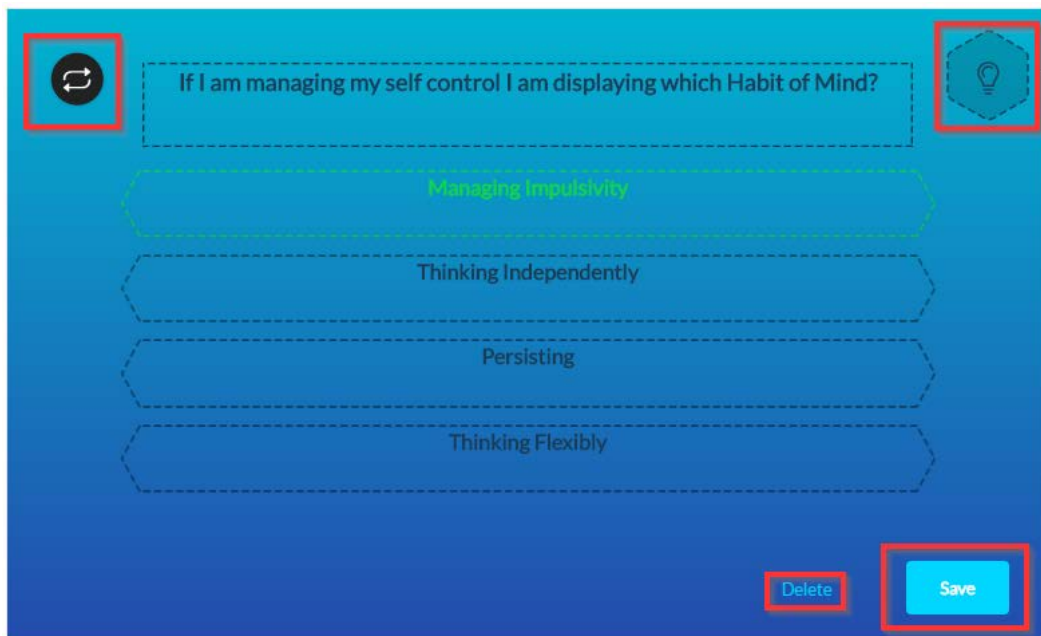 If I am managing my self control I am displaying which Habit of Mind?
Managing Impulsivity
Thinking Independently
Persisting
Thinking Flexibly
Delete
Save